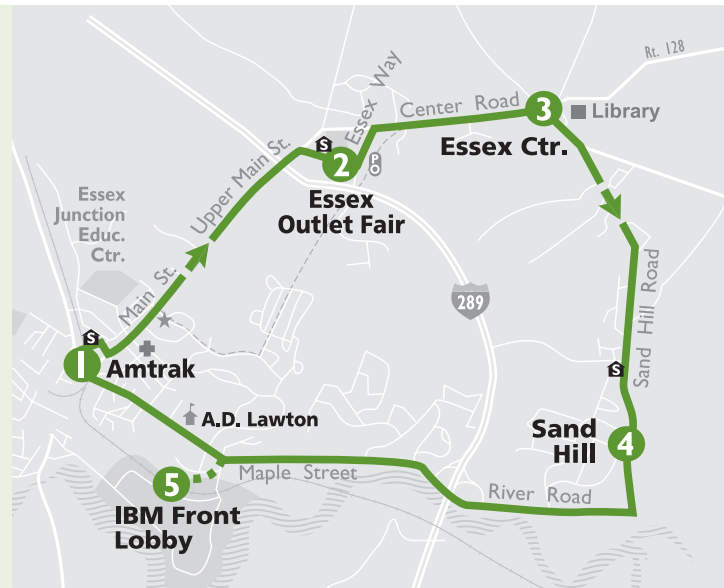 Rt. 128
Essex Way
Center Road
3
Library
Essex Ctr.
S
2
P
O
Essex
Outlet Fair
Upper Main St.
Essex
Junction
Educ.
Ctr.
Main St.
289
Sand Hill Road
S
1
Amtrak
S
A.D. Lawton
Sand
Hill
4
Maple Street
5
River Road
IBM Front
Lobby